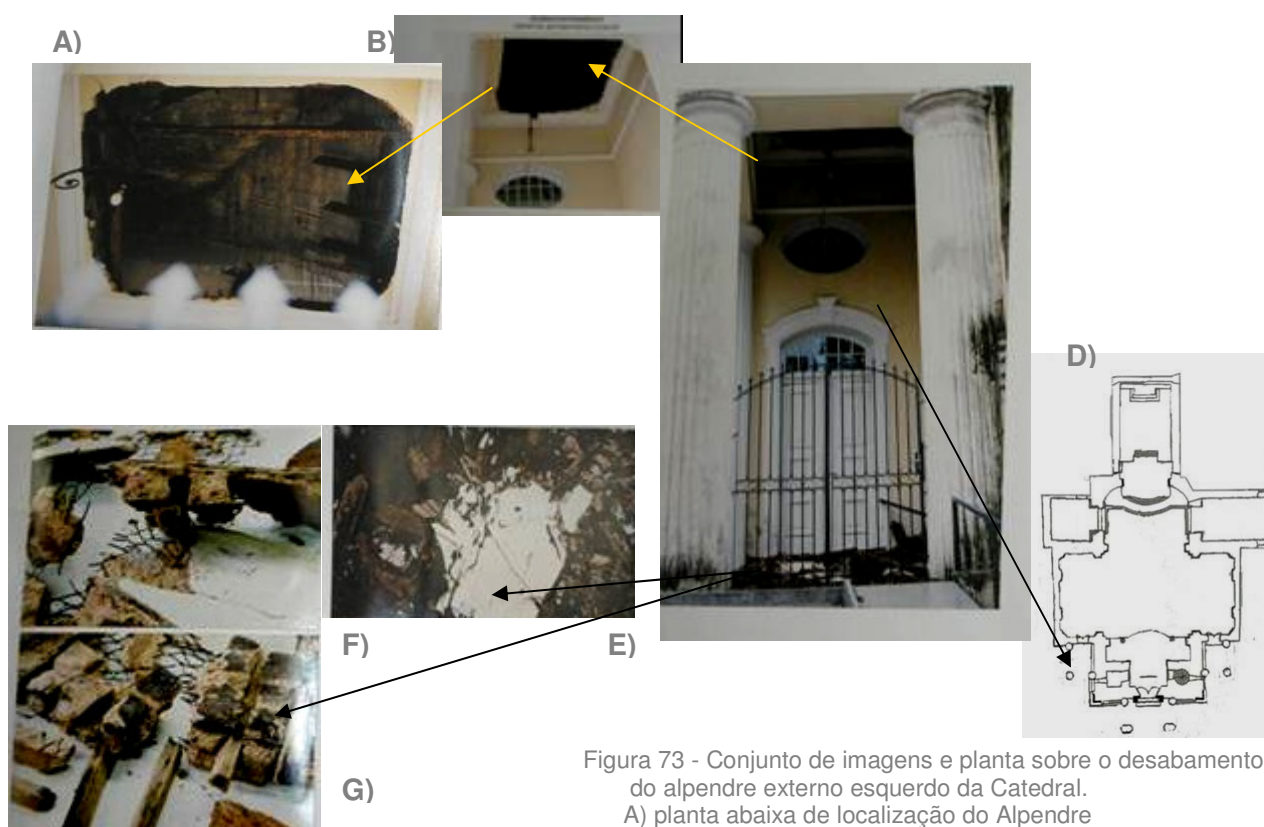 A)
B)
D)
F)
E)
G)
Figura 73 - Conjunto de imagens e planta sobre o desabamento
do alpendre externo esquerdo da Catedral.
A) planta abaixa de localização do Alpendre